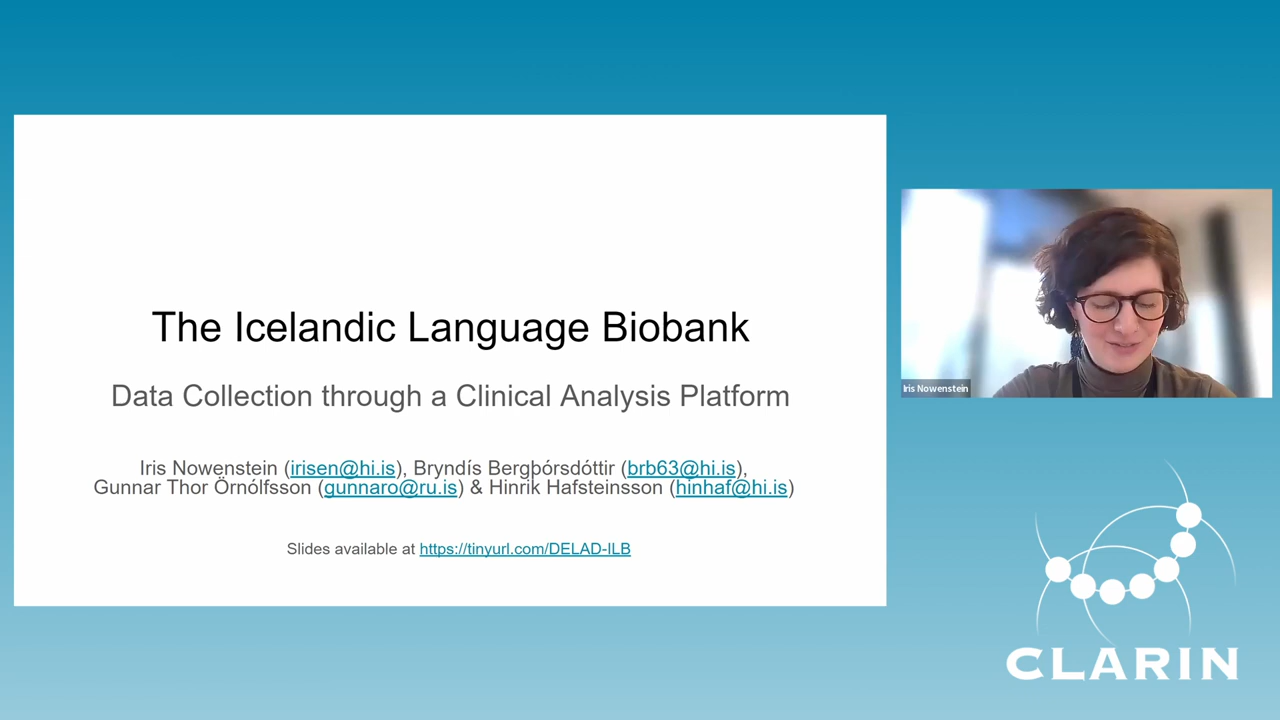 The Icelandic Language Biobank
Data Collection through a Clinical Analysis Platform
Iris Nowenstein (irisen@hi.is), Bryndís Bergþórsdóttir (brb63@hi.is),
Gunnar Thor Örnólfsson (gunnaro@ru.is) & Hinrik Hafsteinsson (hinhaf@hi.is)
Slides available at https://tinyurl.com/DELAD-ILB
Iris Nowenstein
CLARIN